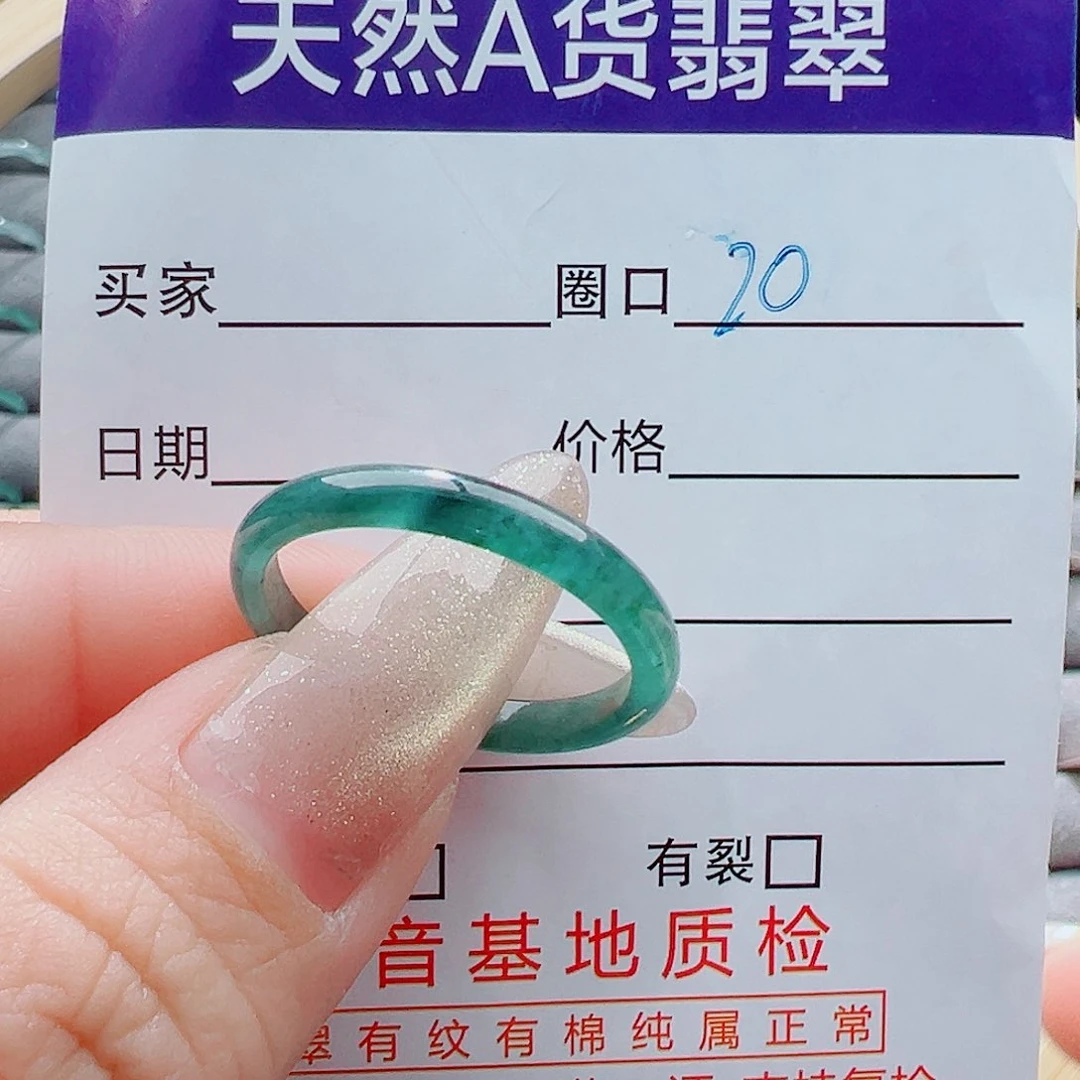 天然A货翡翠
买家 圈口 20
日期 价格
有裂
音基地质检
翠有纹有棉纯属正常